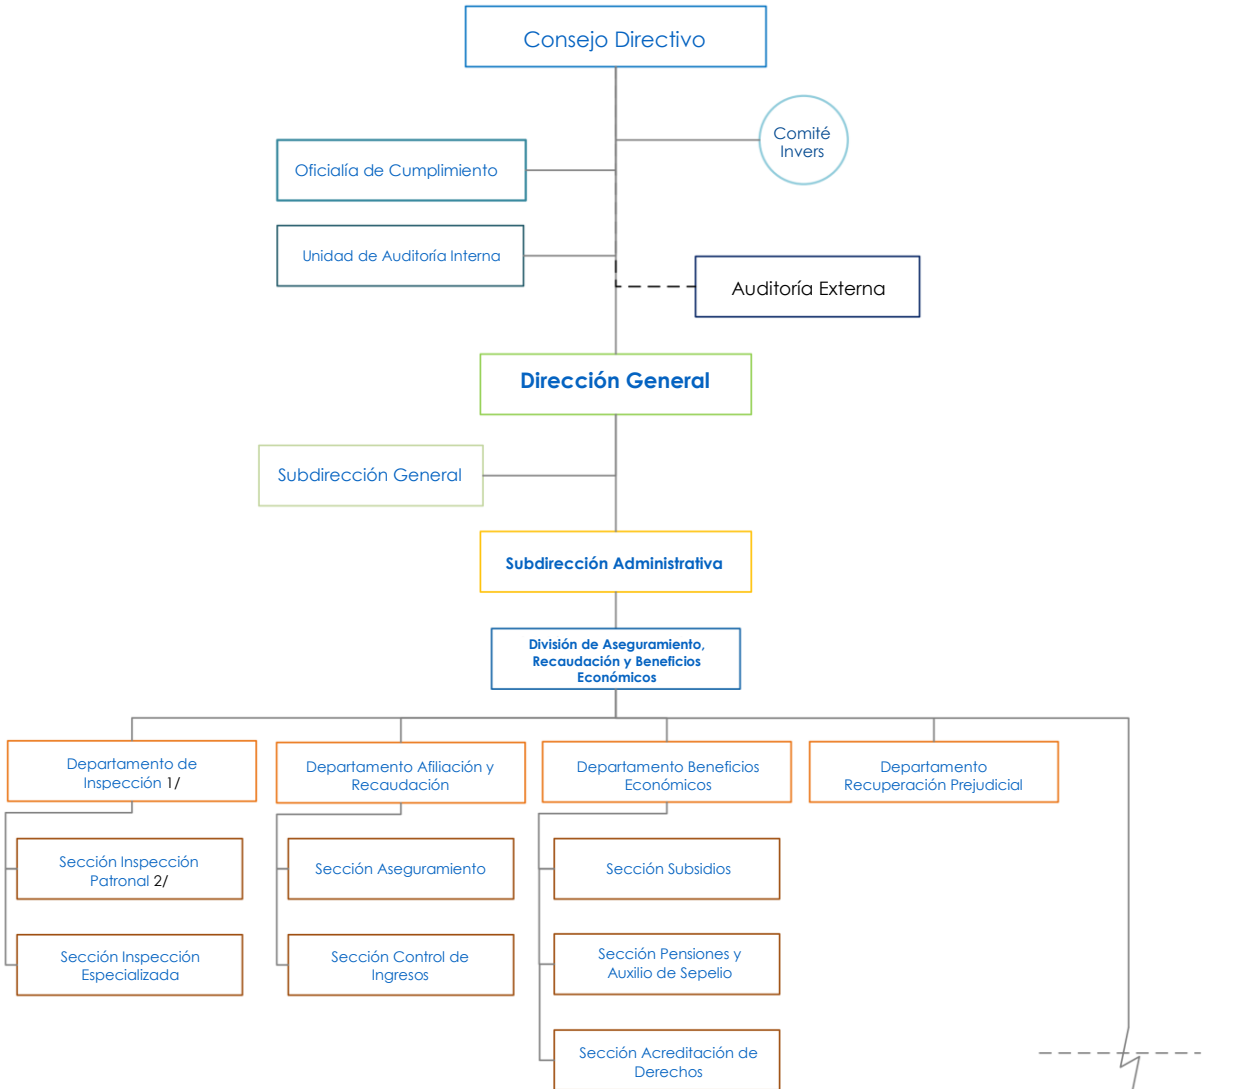 Consejo Directivo
Comité
Invers
Oficialía de Cumplimiento
Unidad de Auditoría Interna
Auditoría Externa
Dirección General
Subdirección General
Subdirección Administrativa
División de Aseguramiento,
Recaudación y Beneficios
Económicos
Departamento de
Inspección 1/
Departamento Afiliación y
Recaudación
Departamento Beneficios
Económicos
Departamento
Recuperación Prejudicial
Sección Inspección
Patronal 2/
Sección Aseguramiento
Sección Subsidios
Sección Inspección
Especializada
Sección Control de
Ingresos
Sección Pensiones y
Auxilio de Sepelio
Sección Acreditación de
Derechos